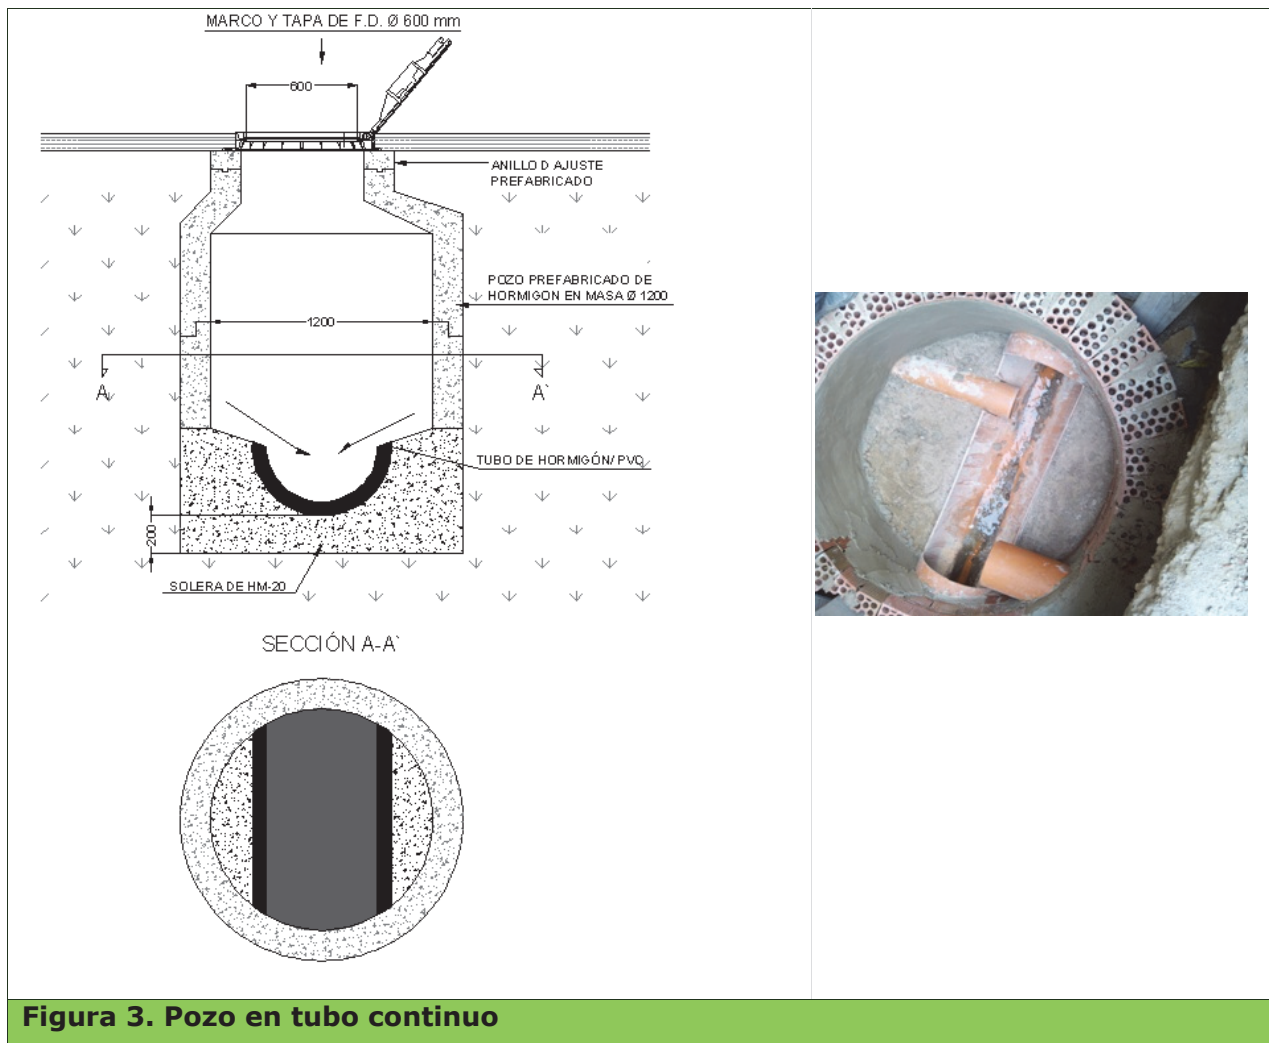 MARCO Y TAPA DE F.D. Ø 600 mm
600
ANILLO D AJUSTE
PREFABRICADO
POZO PREFABRICADO DE
HORMIGON EN MASA Ø 1200
1200
A
A`
TUBO DE HORMIGÓN/PVC
200
SOLERA DE HM-20
SECCIÓN A-A`
Figura 3. Pozo en tubo continuo